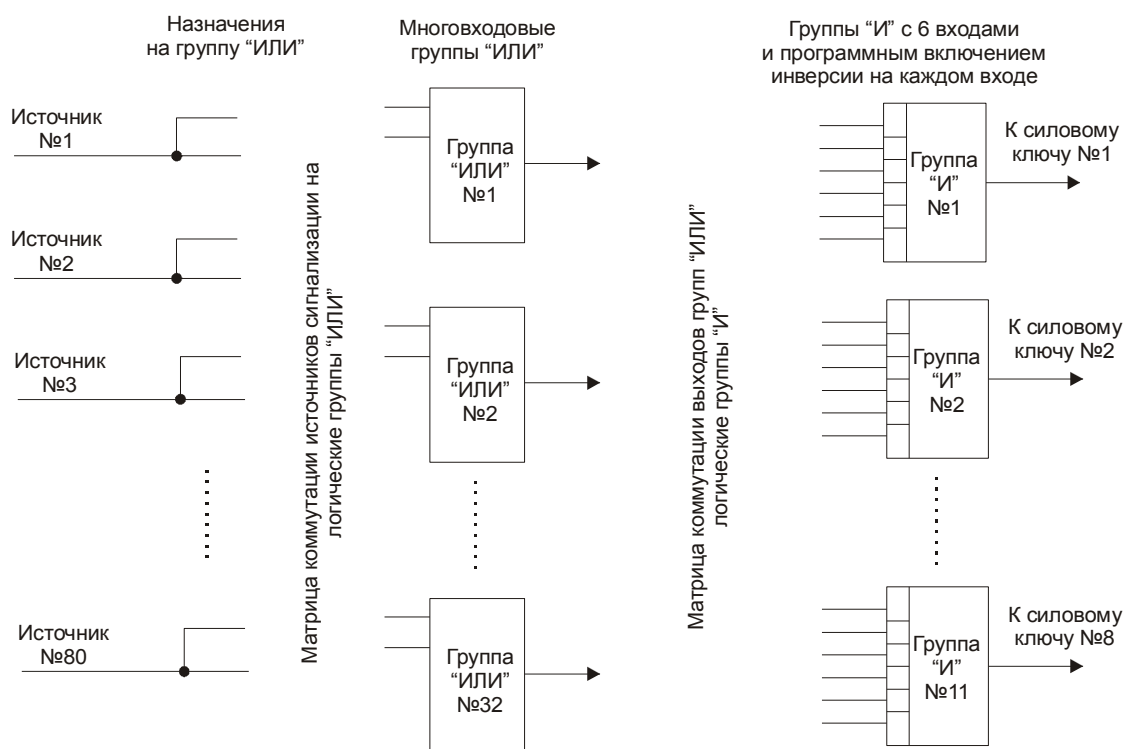 Назначения
на группу “ИЛИ”
Многовходовые
группы “ИЛИ”
Группы “И” с 6 входами
и программным включением
инверсии на каждом входе
Источник
№1
Источник
№2
Источник
№3
Источник
№80
Матрица коммутации источников сигнализации на
логические группы “ИЛИ”
Группа
“ИЛИ”
№1
Группа
“ИЛИ”
№2
Группа
“ИЛИ”
№32
Матрица коммутации выходов групп “ИЛИ”
логические группы “И”
Группа
“И”
№1
К силовому
ключу №1
Группа
“И”
№2
К силовому
ключу №2
Группа
“И”
№11
К силовому
ключу №8